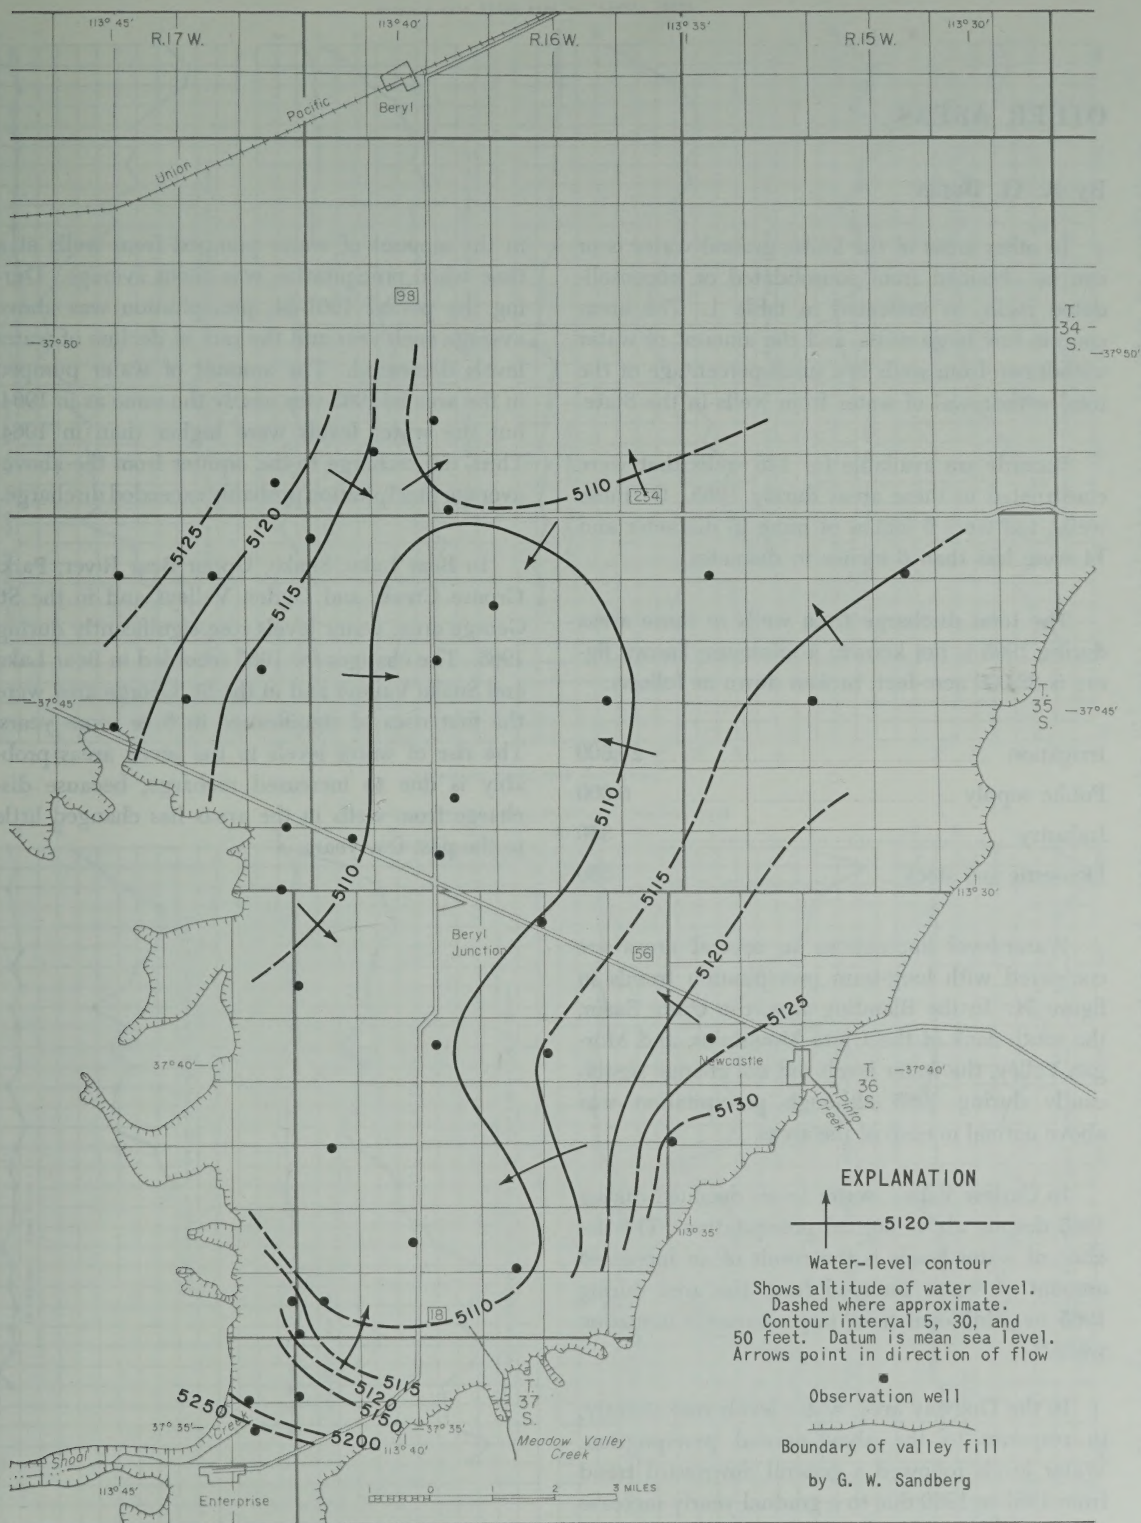 113° 45'
113° 40'
113° 35'
113° 30'
R.17 W.
R.16 W.
R.15 W.
Beryl
Pacific
Union
98
T.
34
S.
37° 50'
37° 50'
5110
234
5125
5120
5115
37° 45'
T.
35
S.
37° 45'
5110
5110
5115
113° 30'
Beryl
Junction
56
5120
5125
37° 40'
Newcastle
T.
36
S.
37° 40'
Pinto
Creek
5130
EXPLANATION
5120
113° 35'
Water-level contour
Shows altitude of water level.
Dashed where approximate.
Contour interval 5, 30, and
50 feet. Datum is mean sea level.
Arrows point in direction of flow
Observation well
Boundary of valley fill
by G. W. Sandberg
18
5110
5115
5120
5150
5250
5200
T.
37
S.
37° 35'
37° 35'
113° 40'
Creek
Shoal
Meadow Valley
Creek
113° 45'
Enterprise
1
0
1
2
3 MILES